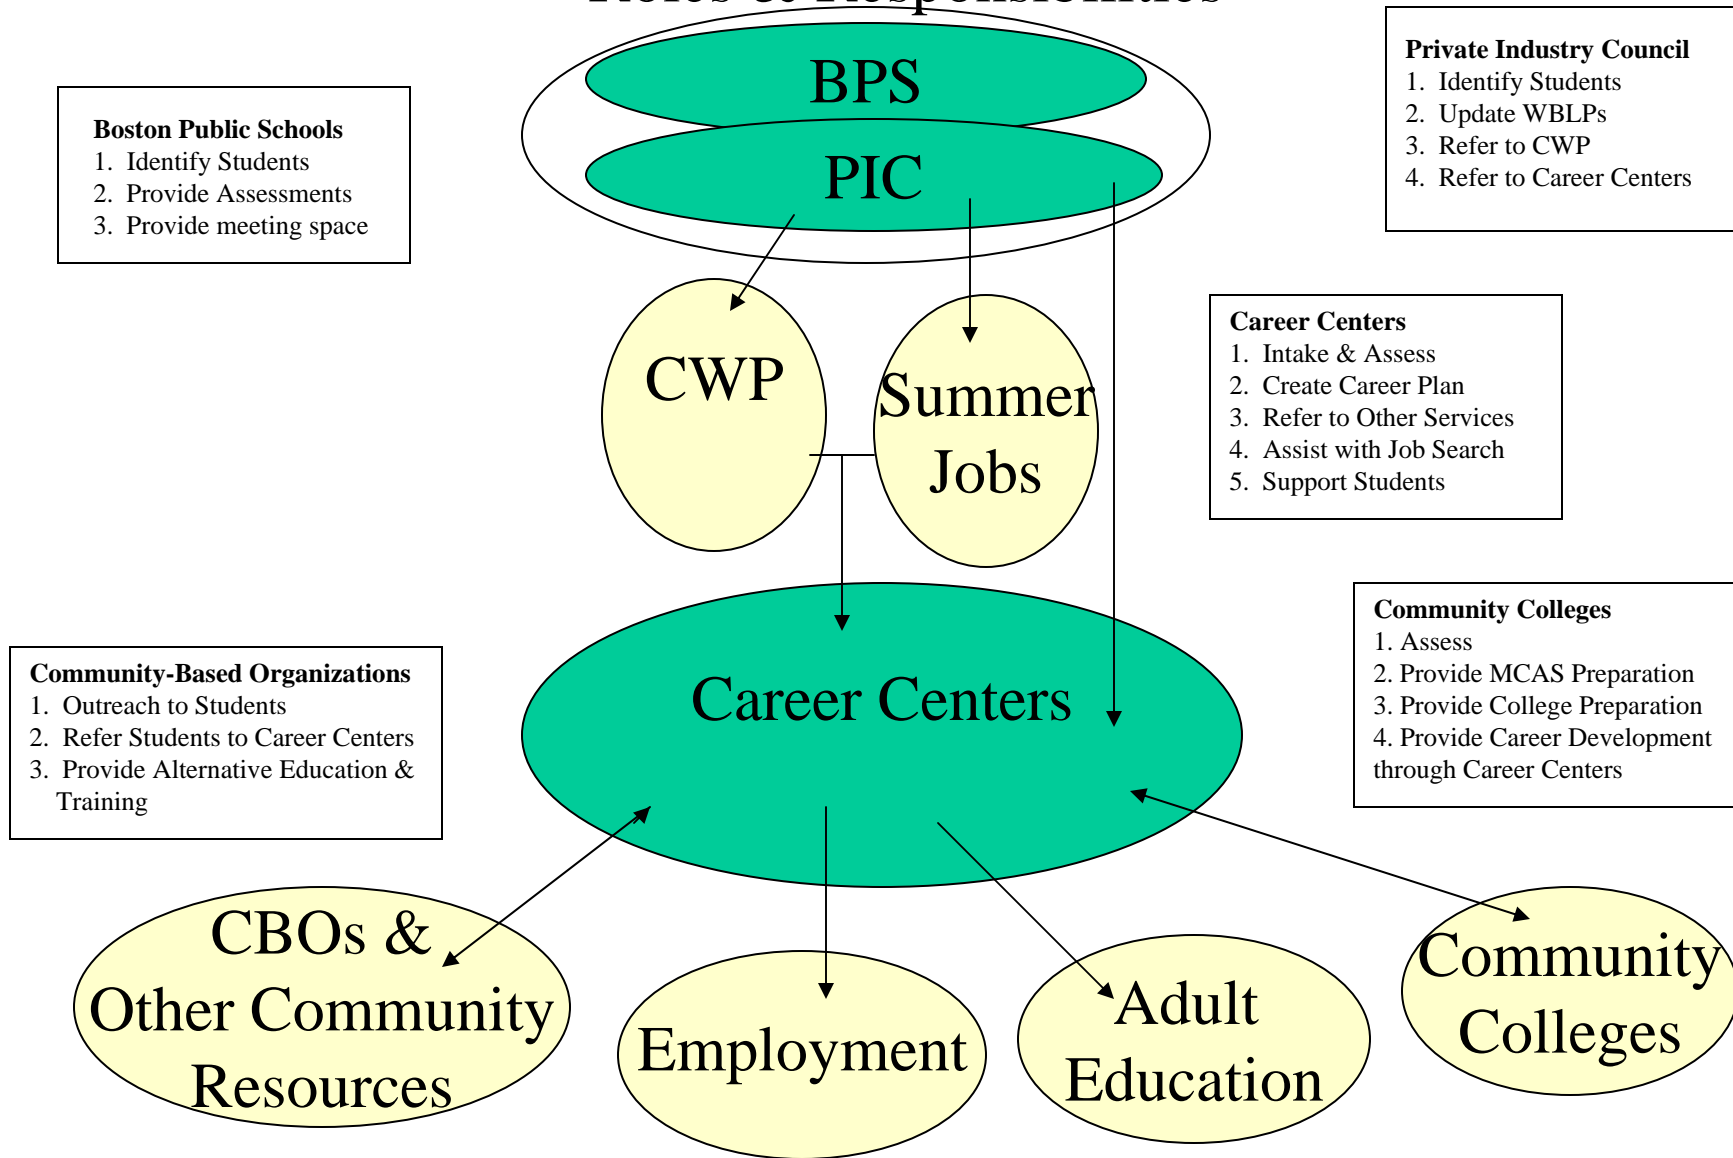 Roles & Responsibilities
BPS
PIC
Boston Public Schools
1. Identify Students
2. Provide Assessments
3. Provide meeting space
Private Industry Council
1. Identify Students
2. Update WBLPs
3. Refer to CWP
4. Refer to Career Centers
CWP
Summer
Jobs
Career Centers
1. Intake & Assess
2. Create Career Plan
3. Refer to Other Services
4. Assist with Job Search
5. Support Students
Career Centers
Community-Based Organizations
1. Outreach to Students
2. Refer Students to Career Centers
3. Provide Alternative Education &
Training
Community Colleges
1. Assess
2. Provide MCAS Preparation
3. Provide College Preparation
4. Provide Career Development
through Career Centers
CBOs &
Other Community
Resources
Employment
Adult
Education
Community
Colleges